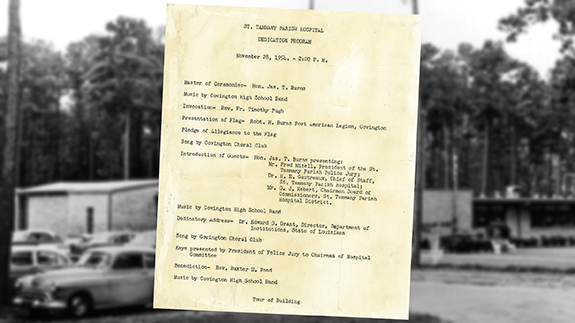 ST. TAMMANY PARISH HOSPITAL
DEDICATION PROGRAM
November 28, 1954. - 2:00 P. M.
Master of Ceremonies- Hon. Jas. T. Burns
Music by Covington High School Band
Invocation- Rev. Fr. Timothy Pugh
Presentation of Flag- Robt. H. Burns Post American Legion, Covington
Pledge of Allegiance to the Flag
Song by Covington Choral Club
Introduction of Guests- Hon. Jas. T. Burns presenting:
Mr. Fred Mizell, President of the St.
Tammany Parish Police Jury;
Dr. H. E. Gautreaux, Chief of Staff,
St. Tammany Parish Hospital;
Mr. O. J. Hebert, Chairman Board of
Commissioners, St. Tammany Parish
Hospital District.
Music by Covington High School Band
Dedicatory Address- Dr. Edward D. Grant, Director, Department of
Institutions, State of Louisiana
Song by Covington Choral Club
Keys presented by President of Police Jury to Chairman of Hospital
Committee
Benediction- Rev. Baxter M. Pond
Music by Covington High School Band
Tour of Building